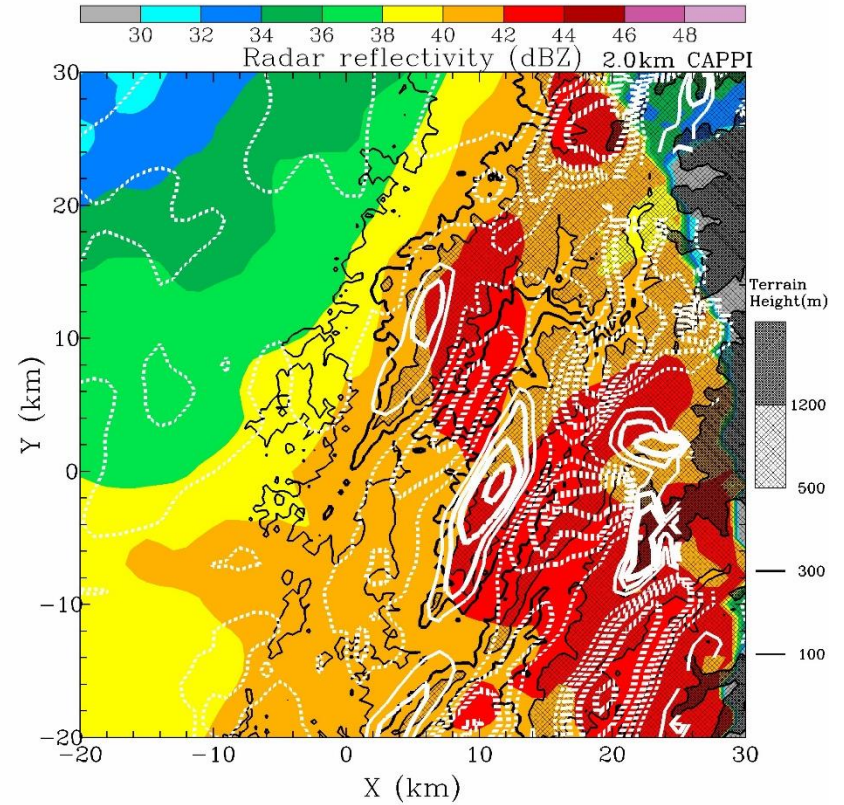 30 32 34 36 38 40 42 44 46 48
Radar reflectivity (dBZ) 2.0km CAPPI
30
20
10
0
−10
−20
Y (km)
−20 −10 0 10 20 30
X (km)
Terrain
Height(m)
1200
500
300
100